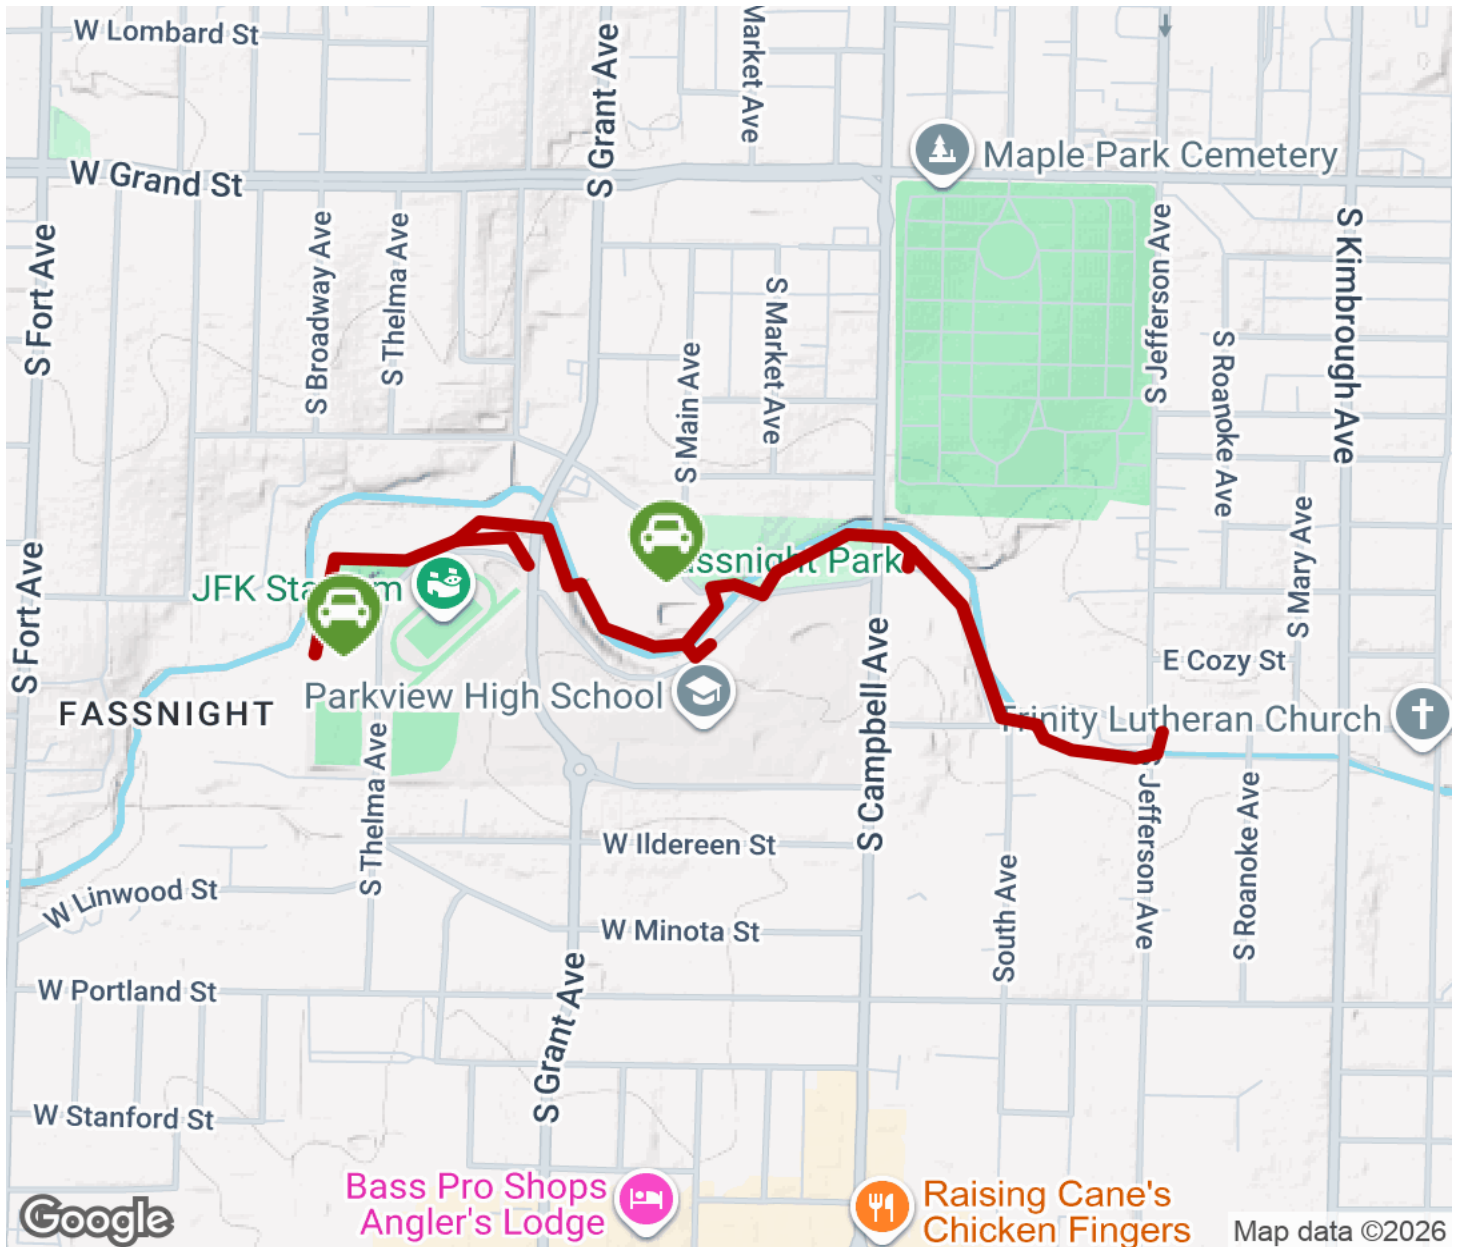 W Lombard St
S Grant Ave
Market Ave
Maple Park Cemetery
W Grand St
S Fort Ave
S Broadway Ave
S Thelma Ave
S Main Ave
S Market Ave
S Jefferson Ave
S Roanoke Ave
S Kimbrough Ave
S Mary Ave
S Fort Ave
JFK Sta m
assnight Park
FASSNIGHT
Parkview High School
S Thelma Ave
S Campbell Ave
E Cozy St
Trinity Lutheran Church
S Jefferson Ave
S Roanoke Ave
South Ave
W Ildereen St
W Linwood St
W Minota St
W Portland St
S Grant Ave
W Stanford St
Bass Pro Shops
Angler's Lodge
Raising Cane's
Chicken Fingers
Google
Map data ©2026